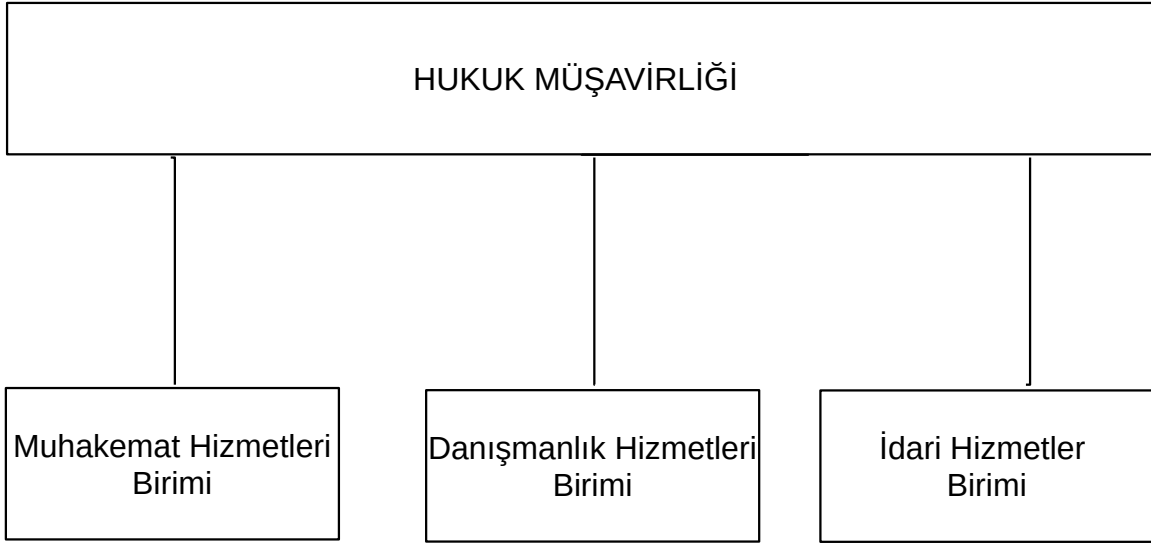 HUKUK MÜŞAVİRLİĞİ
Muhakemat Hizmetleri
Birimi
Danışmanlık Hizmetleri
Birimi
İdari Hizmetler
Birimi